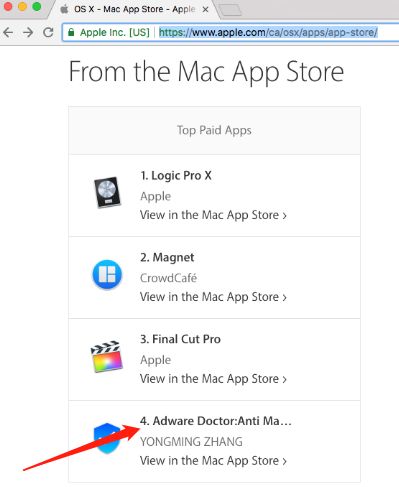 OS X - Mac App Store - Apple
Apple Inc. [US] https://www.apple.com/ca/osx/apps/app-store/
From the Mac App Store
Top Paid Apps
1. Logic Pro X
Apple
View in the Mac App Store ›
2. Magnet
CrowdCafé
View in the Mac App Store ›
3. Final Cut Pro
Apple
View in the Mac App Store ›
4. Adware Doctor:Anti Ma…
YONGMING ZHANG
View in the Mac App Store ›